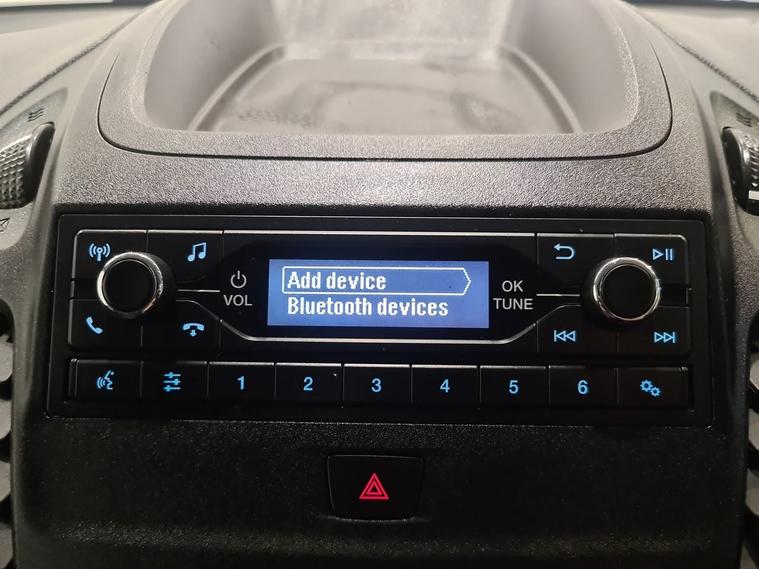 VOL
Add device
Bluetooth devices
OK
TUNE
1 2 3 4 5 6